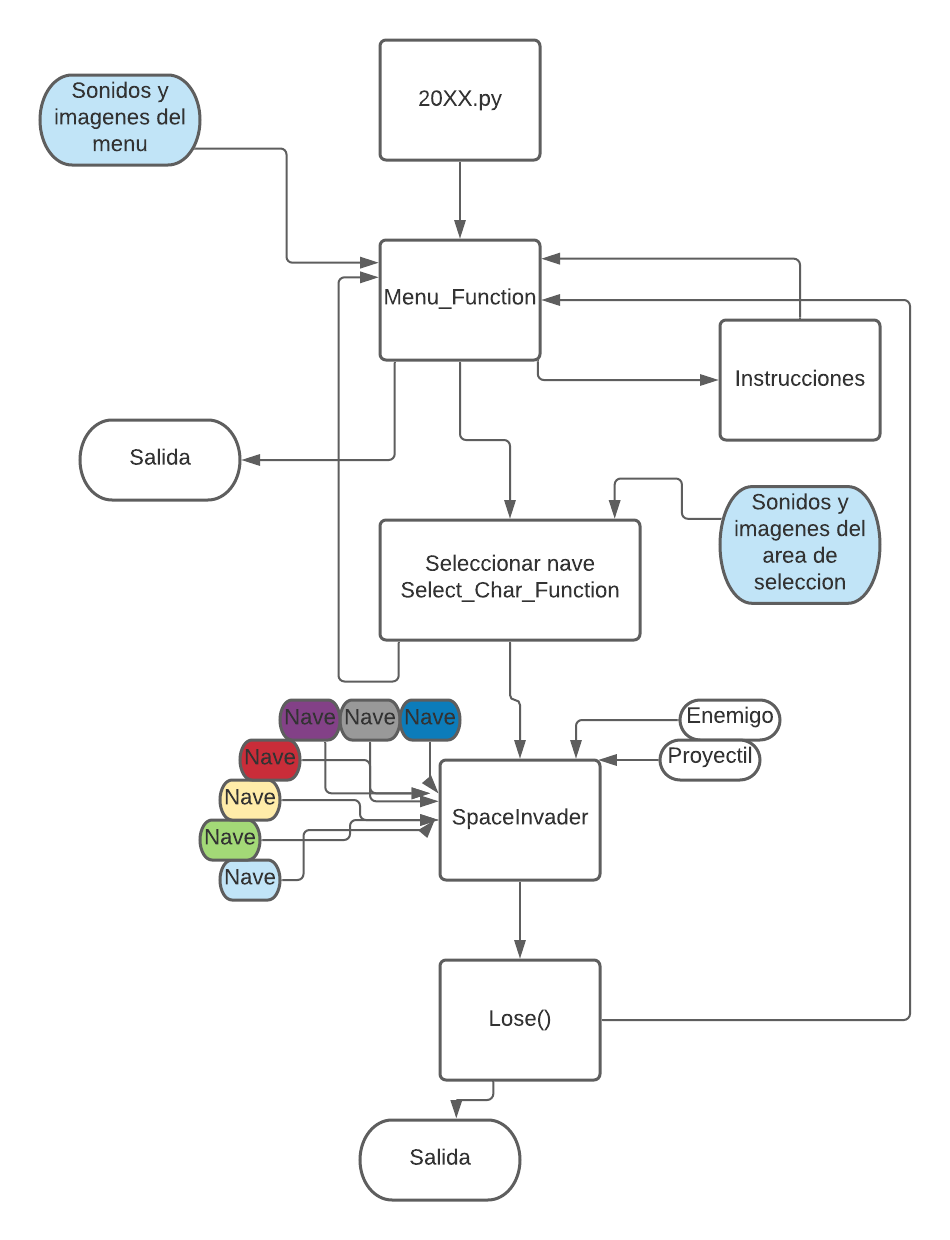 20XX.py
Sonidos y
imagenes del
menu
Menu_Function
Instrucciones
Salida
Sonidos y
imagenes del
area de
seleccion
Seleccionar nave
Select_Char_Function
Nave
Nave
Nave
Enemigo
Nave
Proyectil
Nave
SpaceInvader
Nave
Nave
Lose()
Salida